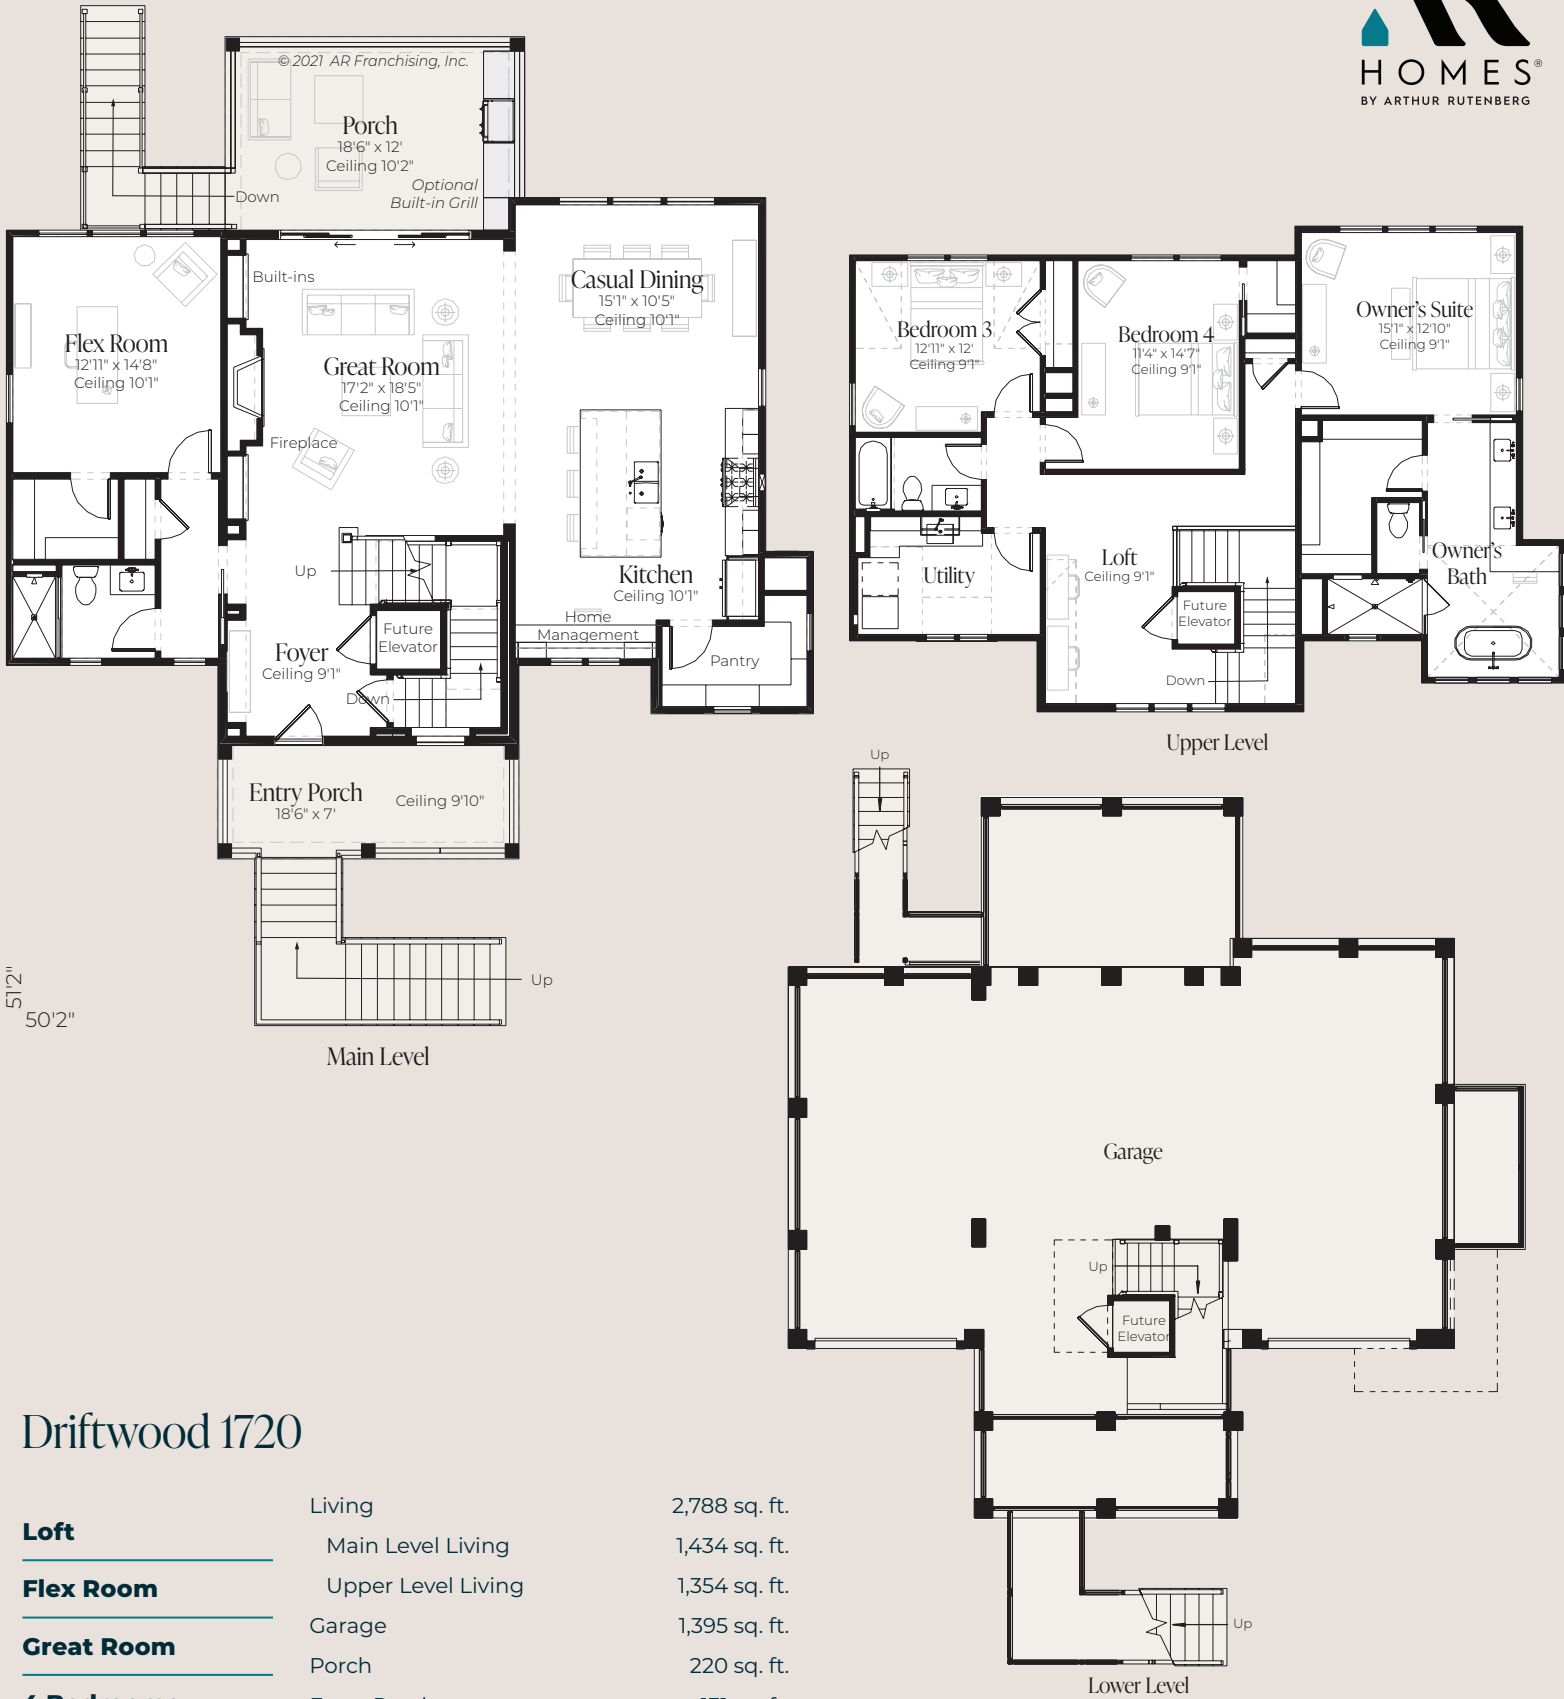 HOMES®
BY ARTHUR RUTENBERG
© 2021 AR Franchising, Inc.
Porch
18'6" x 12'
Ceiling 10'2"
Optional
Built-in Grill
Down
Built-ins
Flex Room
12'11" x 14'8"
Ceiling 10'1"
Great Room
17'2" x 18'5"
Ceiling 10'1"
Fireplace
Casual Dining
15'1" x 10'5"
Ceiling 10'1"
Kitchen
Ceiling 10'1"
Up
Home
Management
Future
Elevator
Foyer
Ceiling 9'1"
Down
Pantry
Entry Porch
18'6" x 7'
Ceiling 9'10"
Up
51'2"
50'2"
Main Level
Bedroom 3
12'11" x 12'
Ceiling 9'1"
Bedroom 4
11'4" x 14'7"
Ceiling 9'1"
Owner's Suite
15'1" x 12'10"
Ceiling 9'1"
Owner's
Bath
Utility
Loft
Ceiling 9'1"
Future
Elevator
Down
Upper Level
Up
Garage
Up
Future
Elevator
Up
Lower Level
Driftwood 1720
Loft
Flex Room
Great Room
Living 2,788 sq. ft.
Main Level Living 1,434 sq. ft.
Upper Level Living 1,354 sq. ft.
Garage 1,395 sq. ft.
Porch 220 sq. ft.